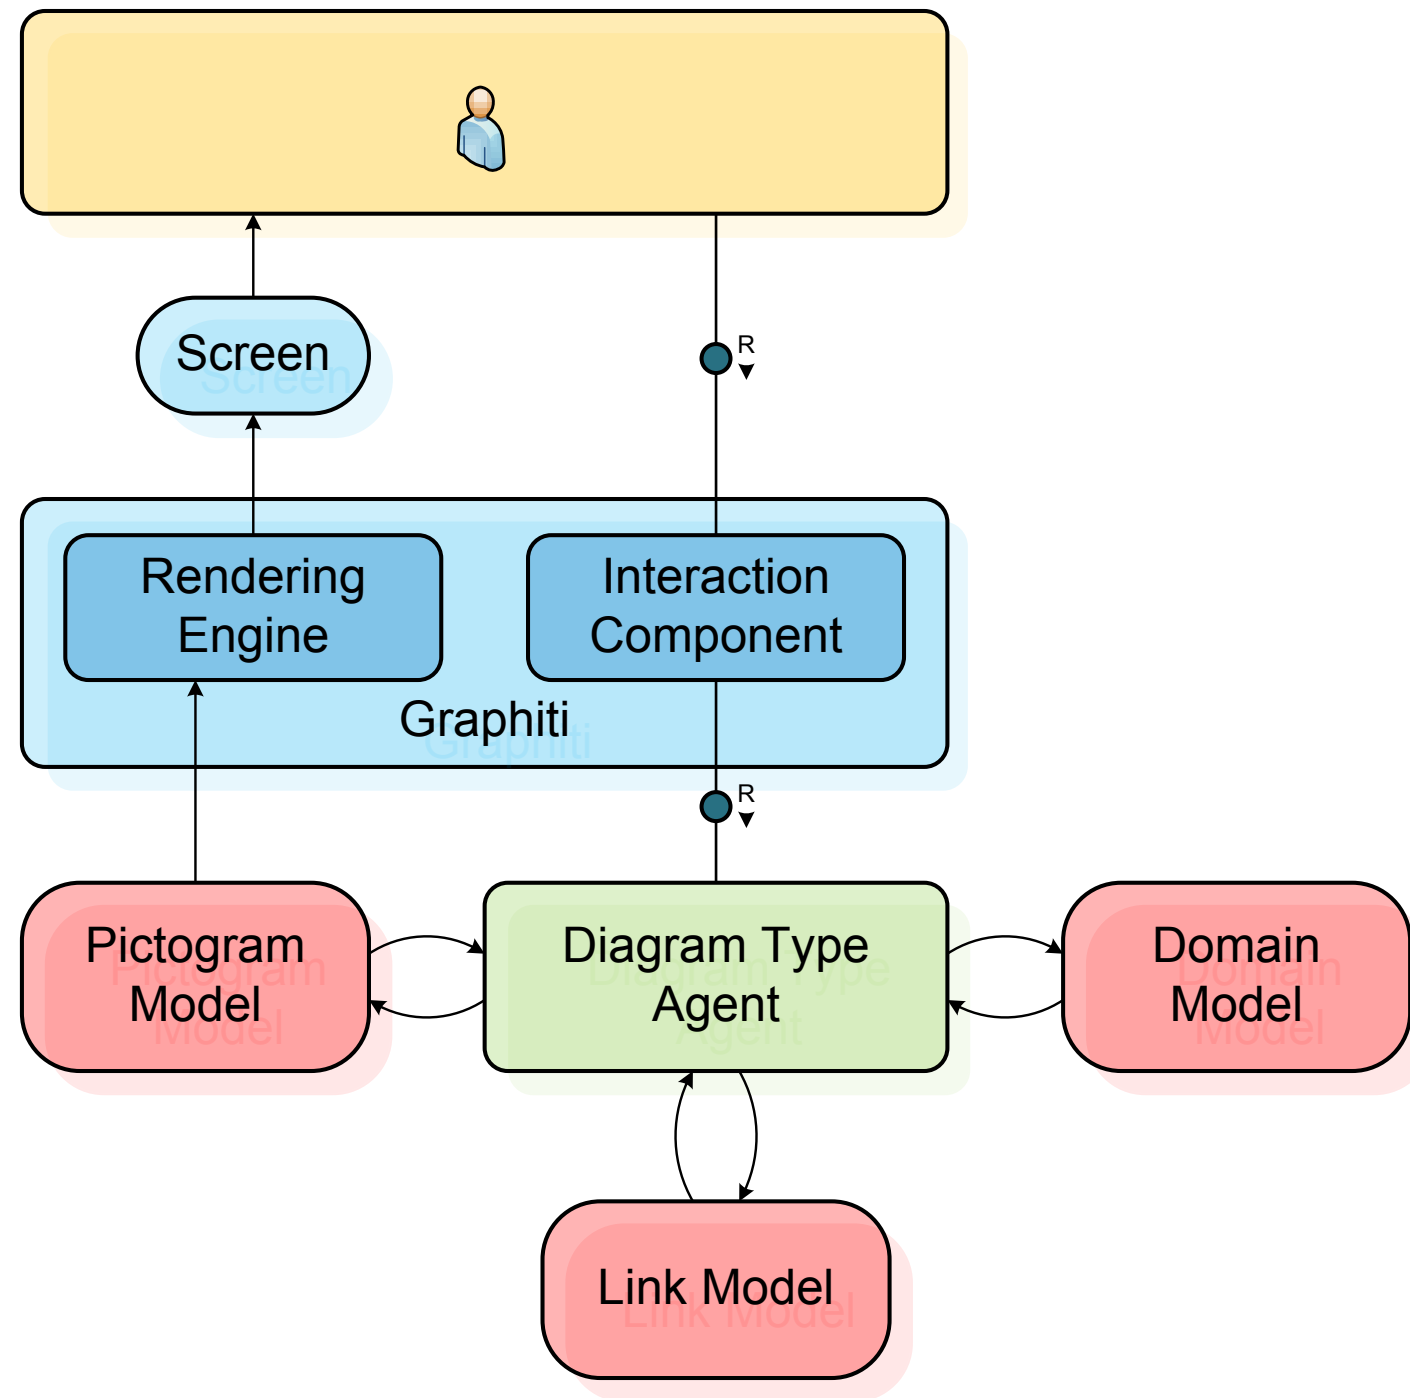 Screen
R
Rendering
Engine
Interaction
Component
Graphiti
R
Pictogram
Model
Diagram Type
Agent
Domain
Model
Link Model